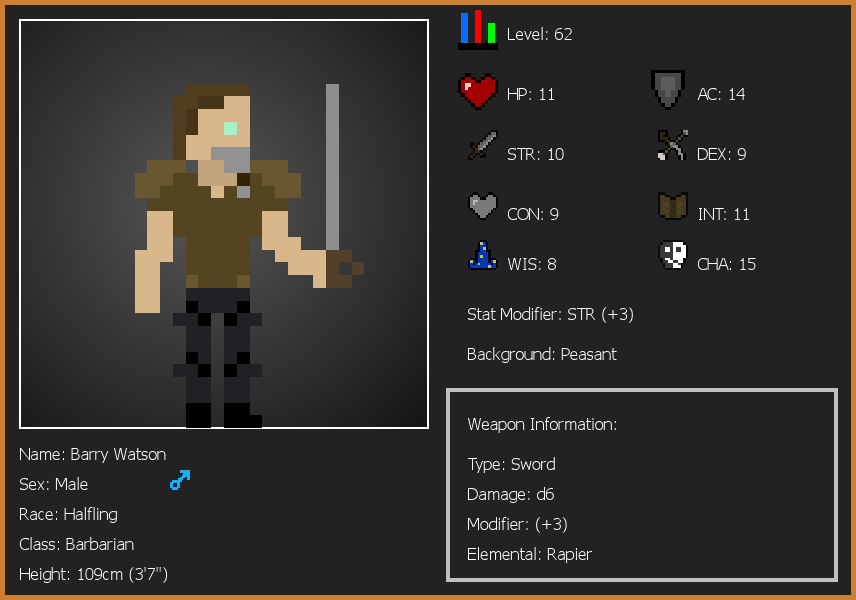 Level: 62
HP: 11
AC: 14
STR: 10
DEX: 9
CON: 9
INT: 11
WIS: 8
CHA: 15
Stat Modifier: STR (+3)
Background: Peasant
Weapon Information:
Type: Sword
Damage: d6
Modifier: (+3)
Elemental: Rapier
Name: Barry Watson
Sex: Male
Race: Halfling
Class: Barbarian
Height: 109cm (3'7")